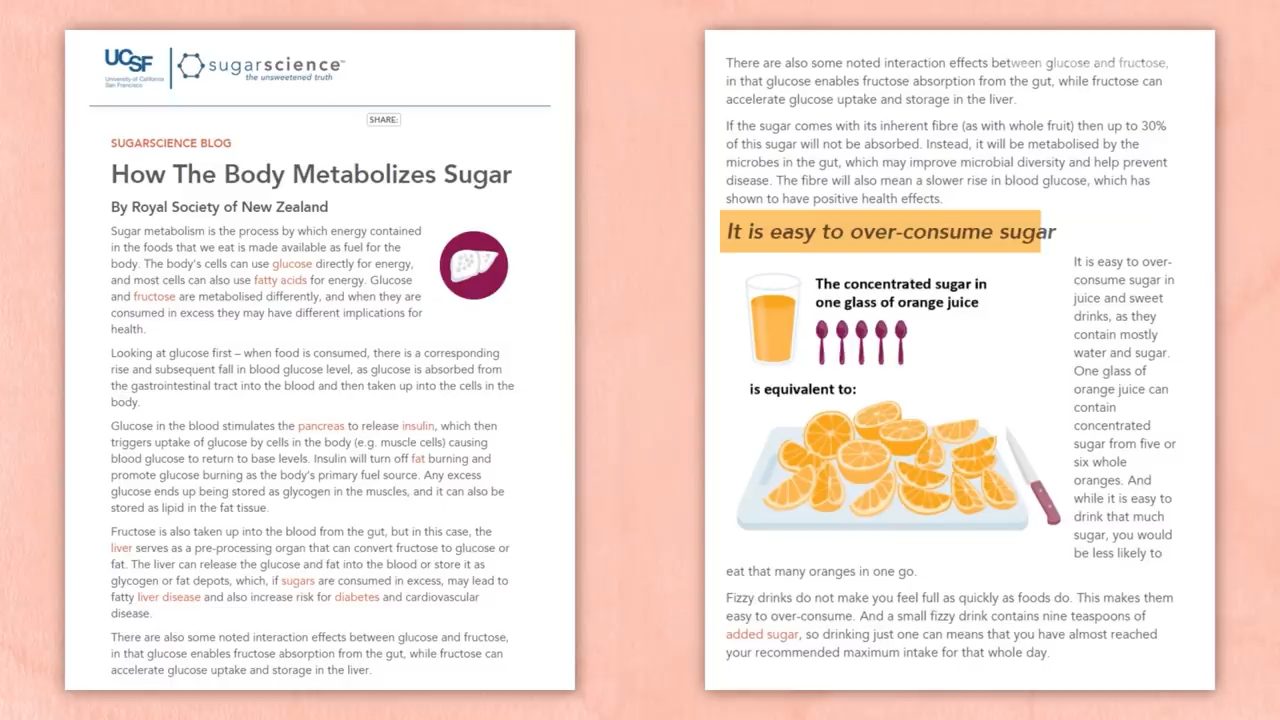 UCSF
University of California
San Francisco
sugarscience™
the unsweetened truth
SHARE:
SUGARSCIENCE BLOG
How The Body Metabolizes Sugar
By Royal Society of New Zealand
Sugar metabolism is the process by which energy contained
in the foods that we eat is made available as fuel for the
body. The body's cells can use glucose directly for energy,
and most cells can also use fatty acids for energy. Glucose
and fructose are metabolised differently, and when they are
consumed in excess they may have different implications for
health.
Looking at glucose first – when food is consumed, there is a corresponding
rise and subsequent fall in blood glucose level, as glucose is absorbed from
the gastrointestinal tract into the blood and then taken up into the cells in the
body.
Glucose in the blood stimulates the pancreas to release insulin, which then
triggers uptake of glucose by cells in the body (e.g. muscle cells) causing
blood glucose to return to base levels. Insulin will turn off fat burning and
promote glucose burning as the body's primary fuel source. Any excess
glucose ends up being stored as glycogen in the muscles, and it can also be
stored as lipid in the fat tissue.
Fructose is also taken up into the blood from the gut, but in this case, the
liver serves as a pre-processing organ that can convert fructose to glucose or
fat. The liver can release the glucose and fat into the blood or store it as
glycogen or fat depots, which, if sugars are consumed in excess, may lead to
fatty liver disease and also increase risk for diabetes and cardiovascular
disease.
There are also some noted interaction effects between glucose and fructose,
in that glucose enables fructose absorption from the gut, while fructose can
accelerate glucose uptake and storage in the liver.
There are also some noted interaction effects between glucose and fructose,
in that glucose enables fructose absorption from the gut, while fructose can
accelerate glucose uptake and storage in the liver.
If the sugar comes with its inherent fibre (as with whole fruit) then up to 30%
of this sugar will not be absorbed. Instead, it will be metabolised by the
microbes in the gut, which may improve microbial diversity and help prevent
disease. The fibre will also mean a slower rise in blood glucose, which has
shown to have positive health effects.
It is easy to over-consume sugar
The concentrated sugar in
one glass of orange juice
is equivalent to:
It is easy to over-
consume sugar in
juice and sweet
drinks, as they
contain mostly
water and sugar.
One glass of
orange juice can
contain
concentrated
sugar from five or
six whole
oranges. And
while it is easy to
drink that much
sugar, you would
be less likely to
eat that many oranges in one go.
Fizzy drinks do not make you feel full as quickly as foods do. This makes them
easy to over-consume. And a small fizzy drink contains nine teaspoons of
added sugar, so drinking just one can means that you have almost reached
your recommended maximum intake for that whole day.